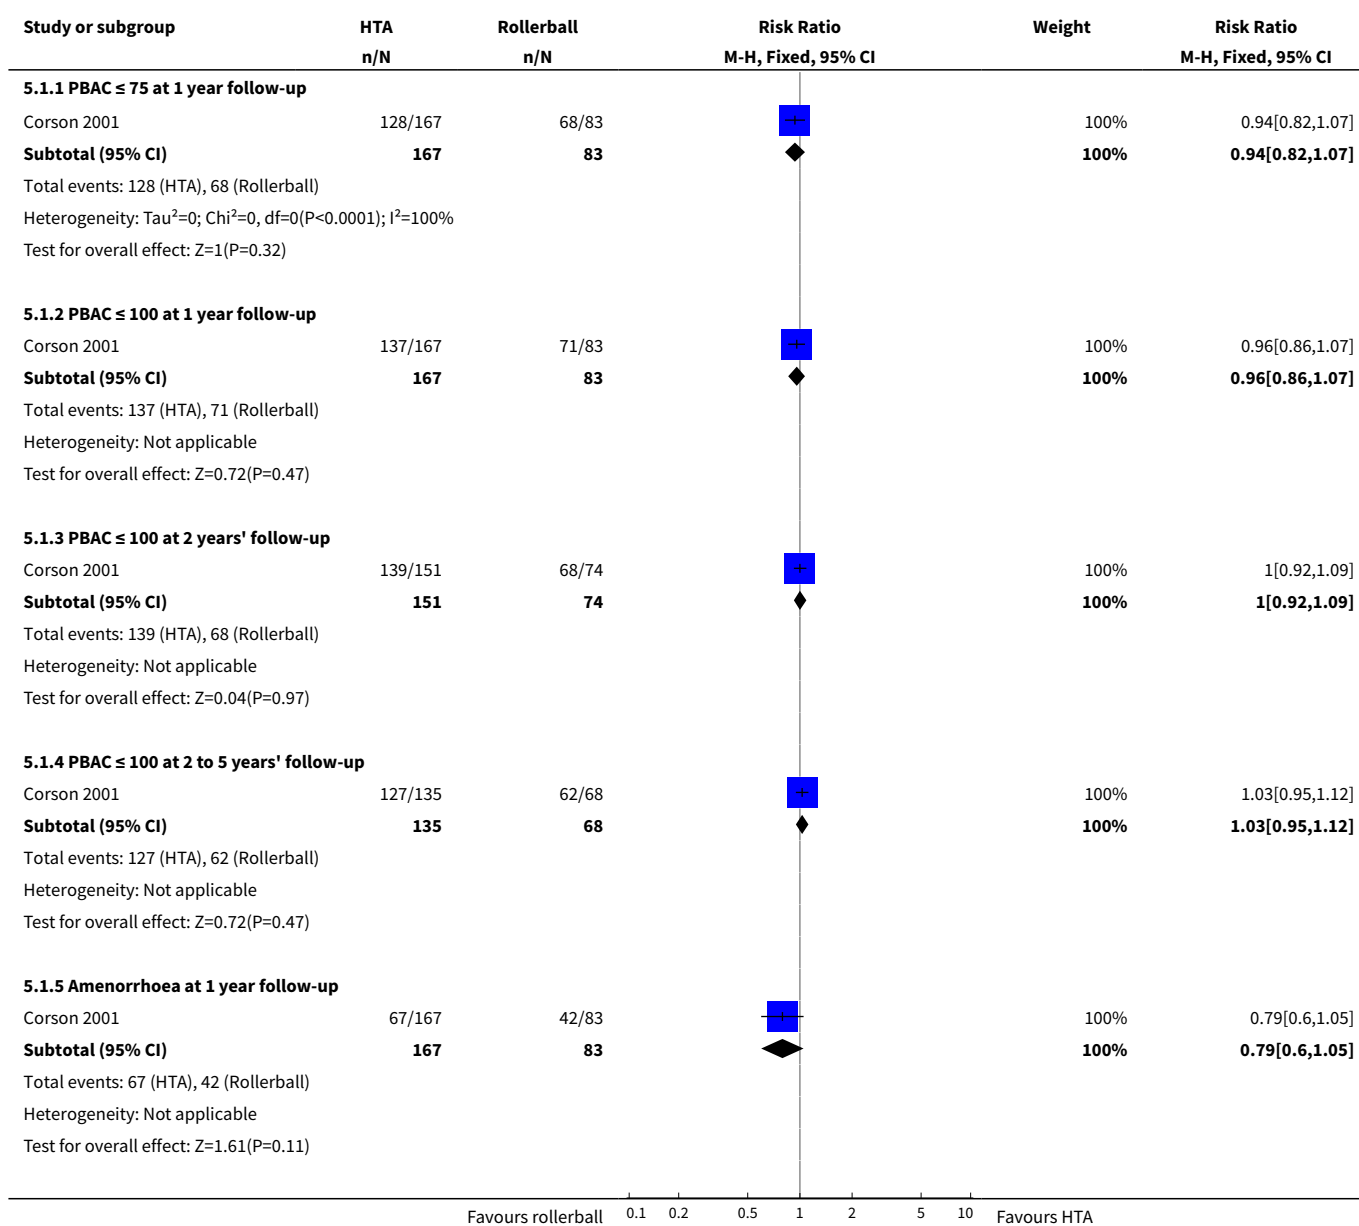 Study or subgroup HTA Rollerball Risk Ratio Weight Risk Ratio
n/N n/N M-H, Fixed, 95% CI M-H, Fixed, 95% CI
5.1.1 PBAC ≤ 75 at 1 year follow-up
Corson 2001 128/167 68/83 100% 0.94[0.82,1.07]
Subtotal (95% CI) 167 83 100% 0.94[0.82,1.07]
Total events: 128 (HTA), 68 (Rollerball)
Heterogeneity: Tau²=0; Chi²=0, df=0(P<0.0001); I²=100%
Test for overall effect: Z=1(P=0.32)
5.1.2 PBAC ≤ 100 at 1 year follow-up
Corson 2001 137/167 71/83 100% 0.96[0.86,1.07]
Subtotal (95% CI) 167 83 100% 0.96[0.86,1.07]
Total events: 137 (HTA), 71 (Rollerball)
Heterogeneity: Not applicable
Test for overall effect: Z=0.72(P=0.47)
5.1.3 PBAC ≤ 100 at 2 years' follow-up
Corson 2001 139/151 68/74 100% 1[0.92,1.09]
Subtotal (95% CI) 151 74 100% 1[0.92,1.09]
Total events: 139 (HTA), 68 (Rollerball)
Heterogeneity: Not applicable
Test for overall effect: Z=0.04(P=0.97)
5.1.4 PBAC ≤ 100 at 2 to 5 years' follow-up
Corson 2001 127/135 62/68 100% 1.03[0.95,1.12]
Subtotal (95% CI) 135 68 100% 1.03[0.95,1.12]
Total events: 127 (HTA), 62 (Rollerball)
Heterogeneity: Not applicable
Test for overall effect: Z=0.72(P=0.47)
5.1.5 Amenorrhoea at 1 year follow-up
Corson 2001 67/167 42/83 100% 0.79[0.6,1.05]
Subtotal (95% CI) 167 83 100% 0.79[0.6,1.05]
Total events: 67 (HTA), 42 (Rollerball)
Heterogeneity: Not applicable
Test for overall effect: Z=1.61(P=0.11)
Favours rollerball 0.1 0.2 0.5 1 2 5 10 Favours HTA